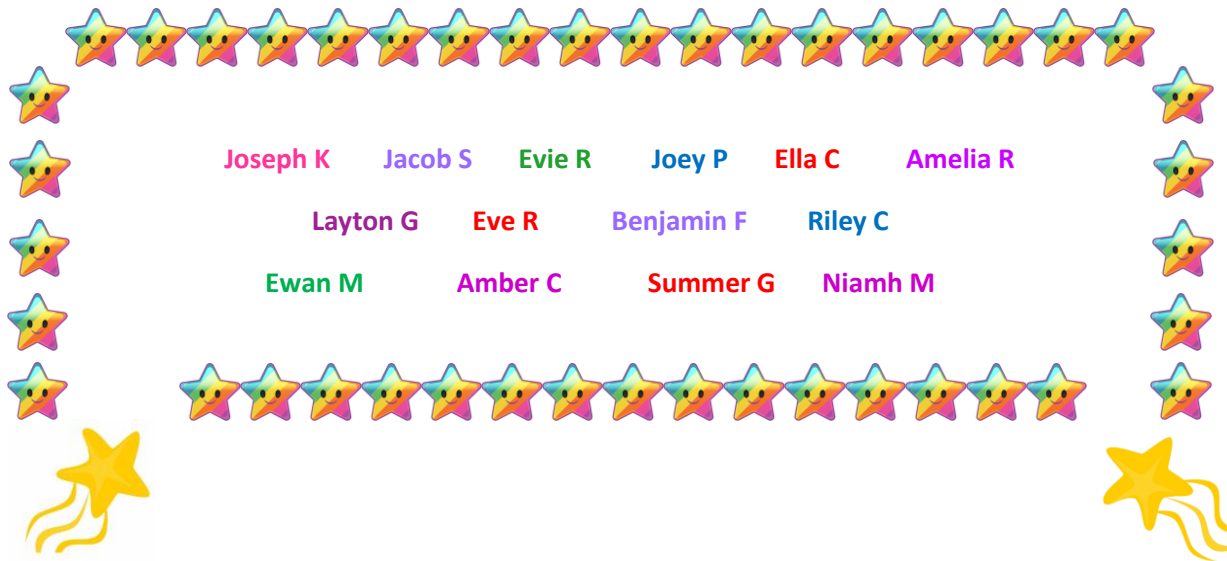 Joseph K Jacob S Evie R Joey P Ella C Amelia R
Layton G Eve R Benjamin F Riley C
Ewan M Amber C Summer G Niamh M